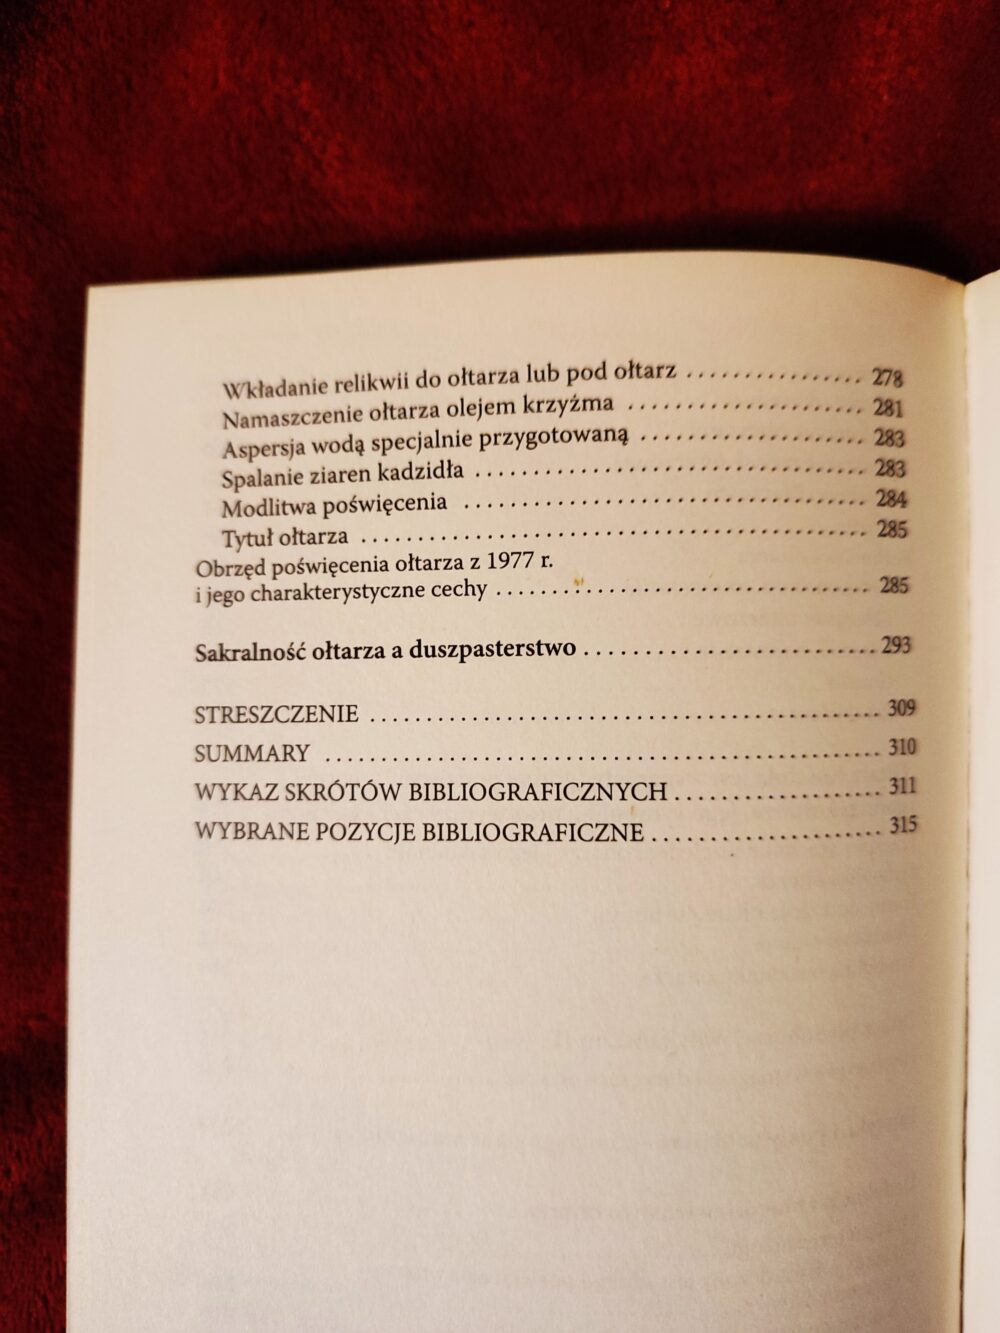 Wkładanie relikwii do ołtarza lub pod ołtarz ................ 278
Namaszczenie ołtarza olejem krzyżma ..................... 281
Aspersja wodą specjalnie przygotowaną .................... 283
Spalanie ziaren kadzidła ................................... 283
Modlitwa poświęcenia .................................... 284
Tytuł ołtarza ............................................. 285
Obrzęd poświęcenia ołtarza z 1977 r.
i jego charakterystyczne cechy .................................. 285
Sakralność ołtarza a duszpasterstwo .......................... 293
STRESZCZENIE .............................................. 309
SUMMARY .................................................. 310
WYKAZ SKRÓTÓW BIBLIOGRAFICZNYCH ................... 311
WYBRANE POZYCJE BIBLIOGRAFICZNE ..................... 315